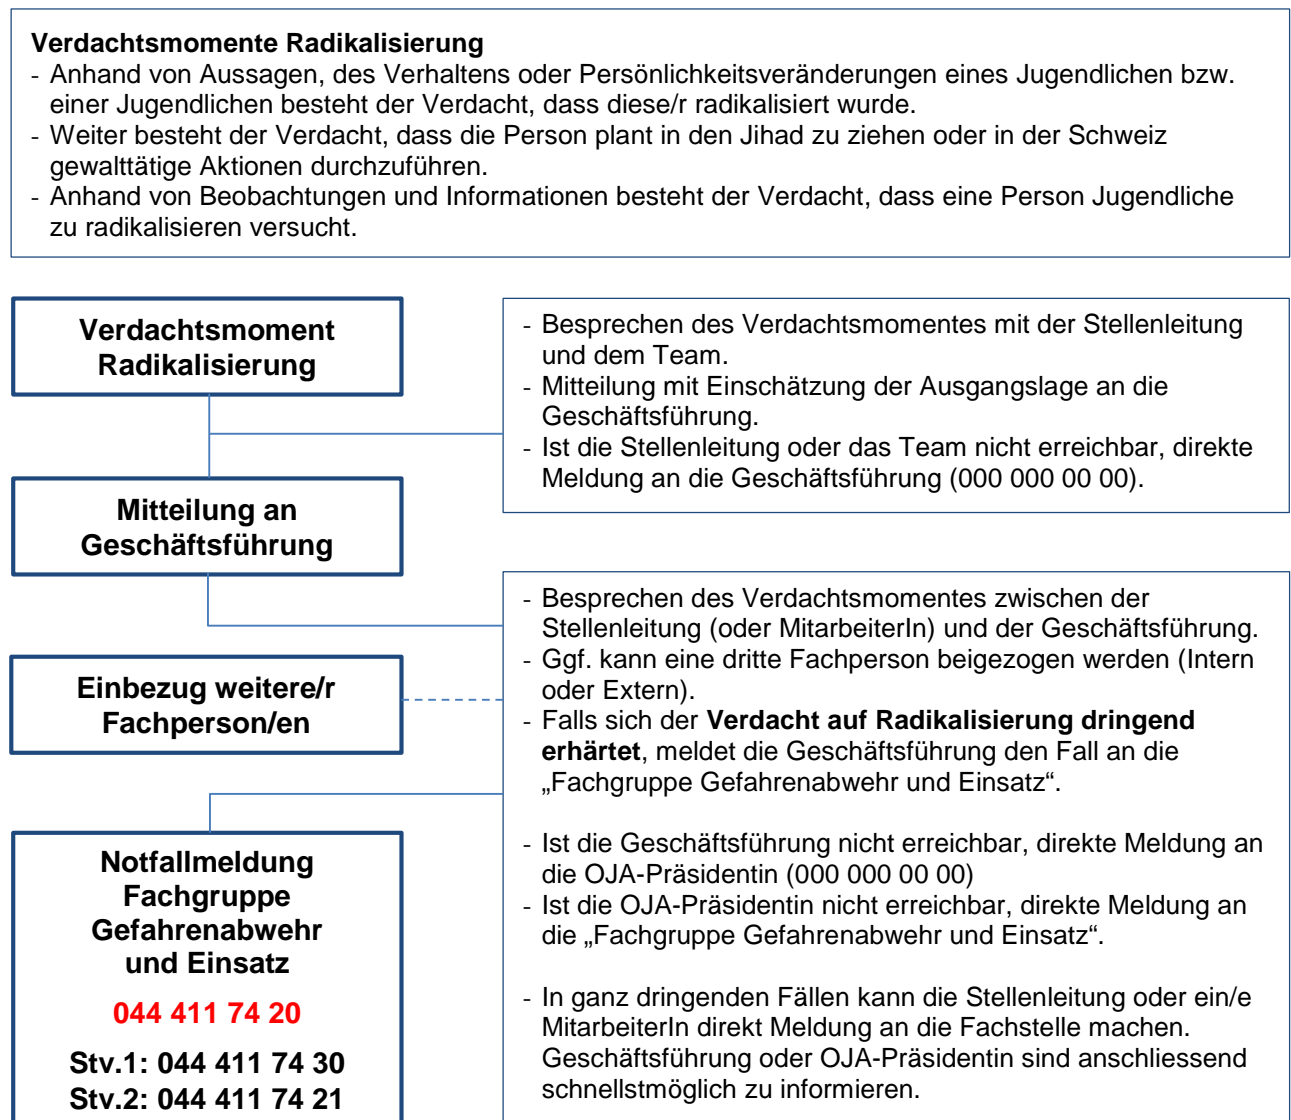 Verdachtsmomente Radikalisierung
- Anhand von Aussagen, des Verhaltens oder Persönlichkeitsveränderungen eines Jugendlichen bzw.
einer Jugendlichen besteht der Verdacht, dass diese/r radikalisiert wurde.
- Weiter besteht der Verdacht, dass die Person plant in den Jihad zu ziehen oder in der Schweiz
gewalttätige Aktionen durchzuführen.
- Anhand von Beobachtungen und Informationen besteht der Verdacht, dass eine Person Jugendliche
zu radikalisieren versucht.
Verdachtsmoment
Radikalisierung
- Besprechen des Verdachtsmomentes mit der Stellenleitung
und dem Team.
- Mitteilung mit Einschätzung der Ausgangslage an die
Geschäftsführung.
- Ist die Stellenleitung oder das Team nicht erreichbar, direkte
Meldung an die Geschäftsführung (000 000 00 00).
Mitteilung an
Geschäftsführung
- Besprechen des Verdachtsmomentes zwischen der
Stellenleitung (oder MitarbeiterIn) und der Geschäftsführung.
- Ggf. kann eine dritte Fachperson beigezogen werden (Intern
oder Extern).
- Falls sich der Verdacht auf Radikalisierung dringend
erhärtet, meldet die Geschäftsführung den Fall an die
„Fachgruppe Gefahrenabwehr und Einsatz“.
- Ist die Geschäftsführung nicht erreichbar, direkte Meldung an
die OJA-Präsidentin (000 000 00 00)
- Ist die OJA-Präsidentin nicht erreichbar, direkte Meldung an
die „Fachgruppe Gefahrenabwehr und Einsatz“.
- In ganz dringenden Fällen kann die Stellenleitung oder ein/e
MitarbeiterIn direkt Meldung an die Fachstelle machen.
Geschäftsführung oder OJA-Präsidentin sind anschliessend
schnellstmöglich zu informieren.
Einbezug weitere/r
Fachperson/en
Notfallmeldung
Fachgruppe
Gefahrenabwehr
und Einsatz
044 411 74 20
Stv.1: 044 411 74 30
Stv.2: 044 411 74 21